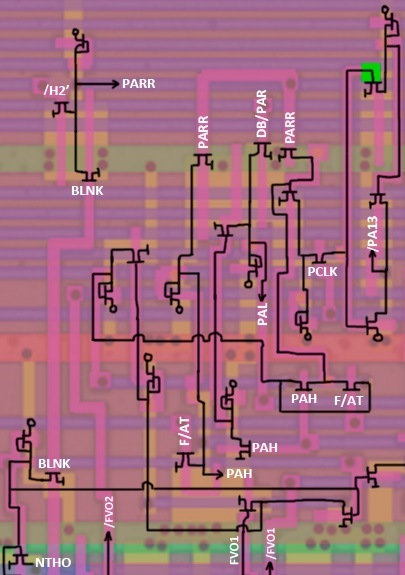 PARR
/H2'
BLNK
PARR
DB/PAR
PARR
/PA13
PCLK
PAL
PAH
F/AT
F/AT
PAH
PAH
BLNK
/FVO2
FVO1
/FVO1
NTHO